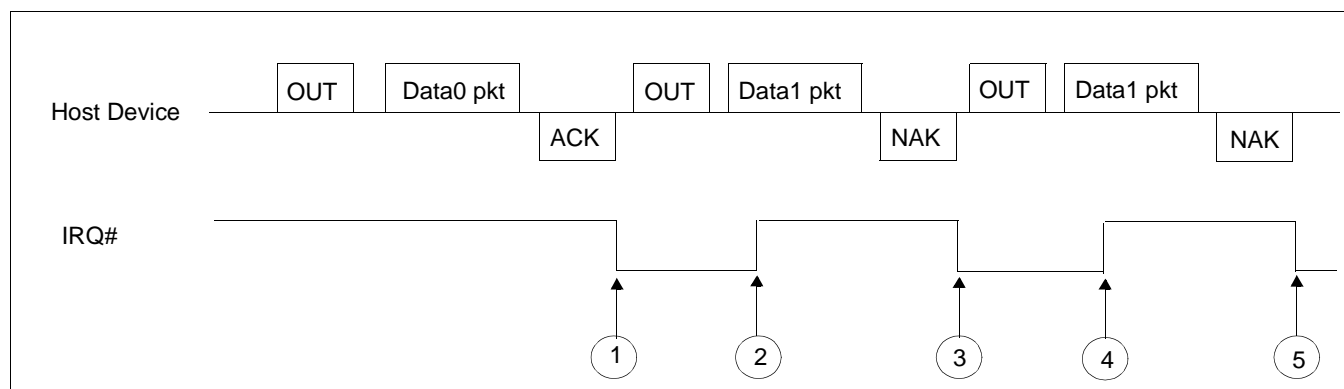 Host Device
OUT
Data0 pkt
ACK
OUT
Data1 pkt
NAK
OUT
Data1 pkt
NAK
IRQ#
1
2
3
4
5